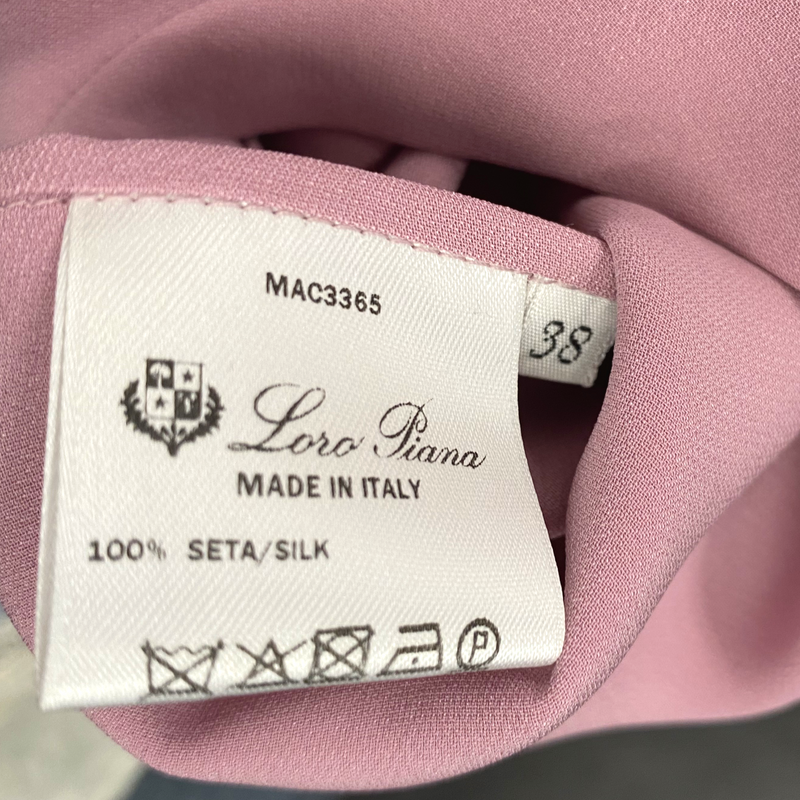 MAC3365
38
Loro Piana
MADE IN ITALY
100% SETA/SILK
P